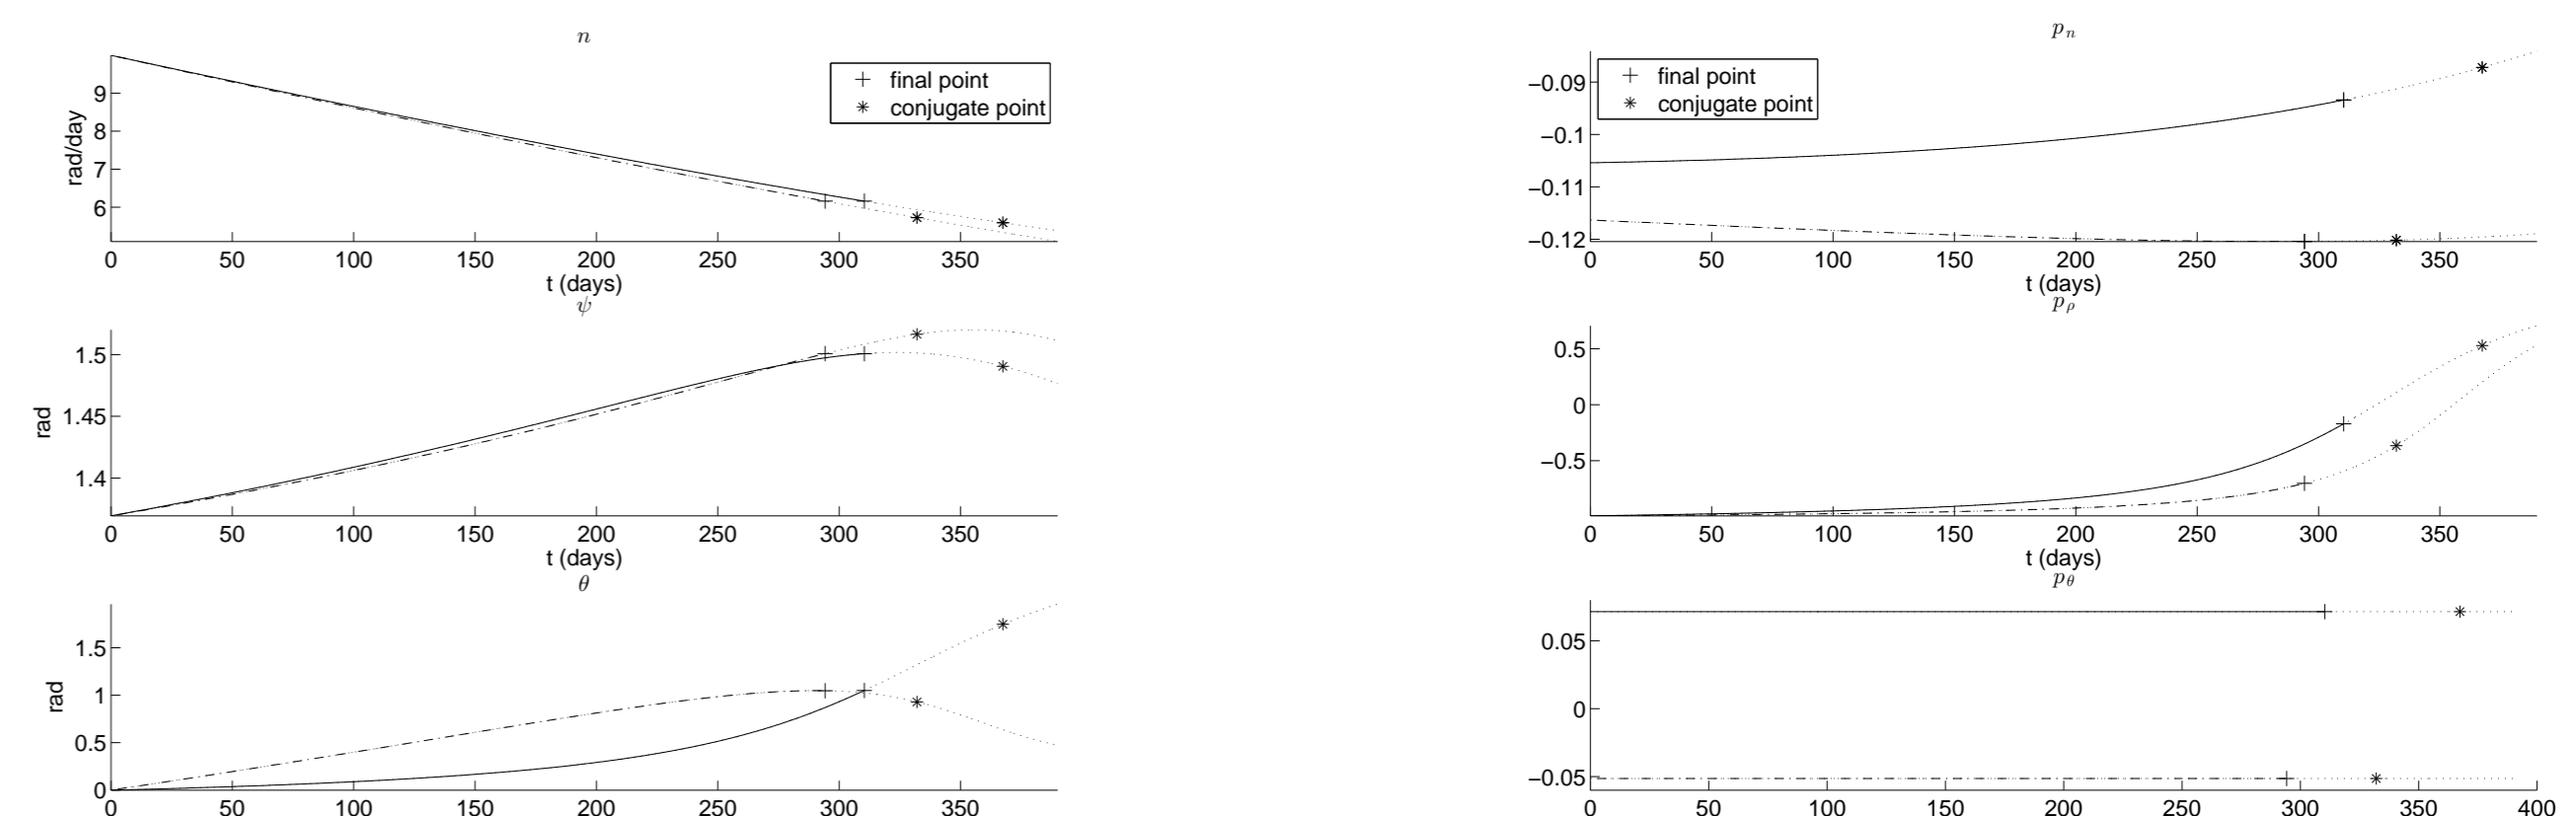 n
final point
conjugate point
rad/day
9
8
7
6
0 50 100 150 200 250 300 350
t (days)
ψ
rad
1.5
1.45
1.4
0 50 100 150 200 250 300 350
t (days)
θ
rad
1.5
1
0.5
0
0 50 100 150 200 250 300 350
p_n
final point
conjugate point
−0.09
−0.1
−0.11
−0.12
0 50 100 150 200 250 300 350
t (days)
p_ρ
0.5
0
−0.5
0 50 100 150 200 250 300 350
t (days)
p_θ
0.05
0
−0.05
0 50 100 150 200 250 300 350 400